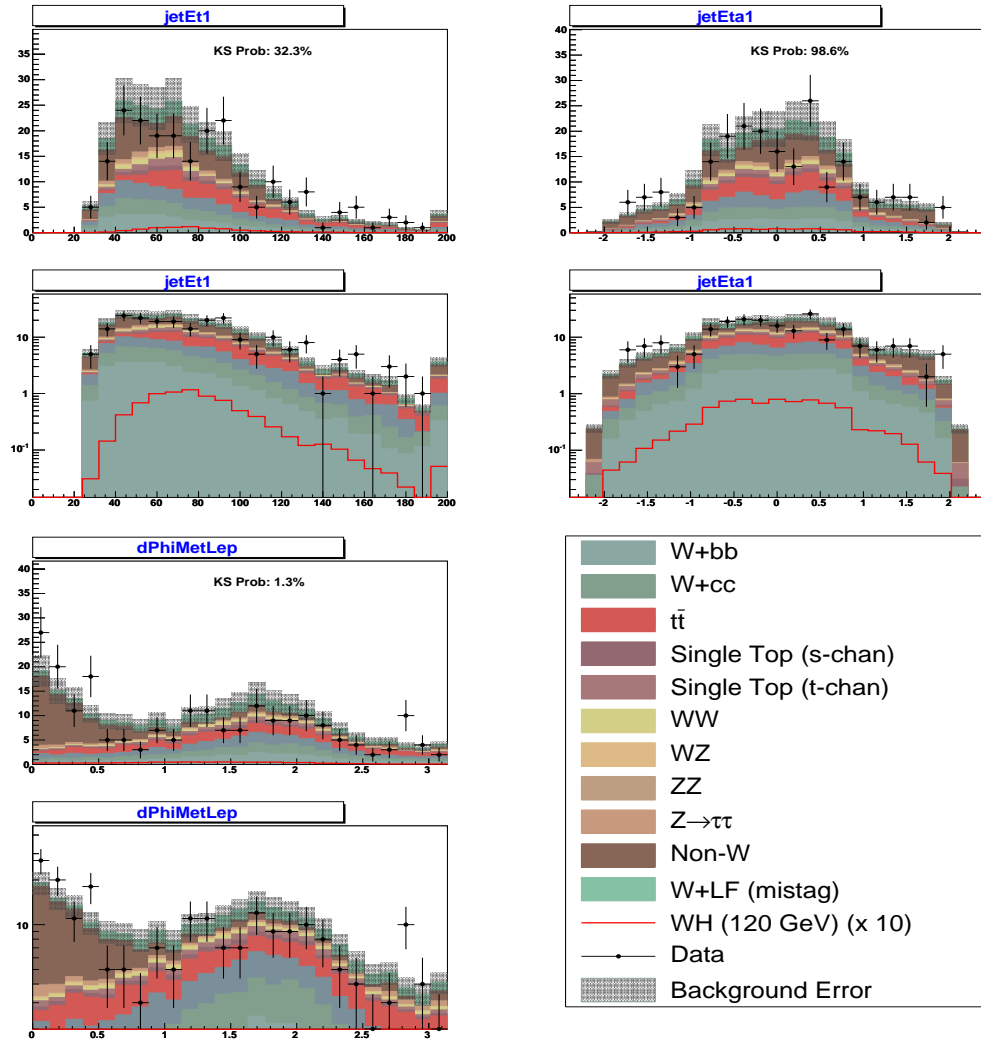 jetEt1
KS Prob: 32.3%
35
30
25
20
15
10
5
0
0 20 40 60 80 100 120 140 160 180 200
jetEta1
KS Prob: 98.6%
40
35
30
25
20
15
10
5
0
-2 -1.5 -1 -0.5 0 0.5 1 1.5 2
jetEt1
10
1
10⁻¹
0 20 40 60 80 100 120 140 160 180 200
jetEta1
10
1
10⁻¹
-2 -1.5 -1 -0.5 0 0.5 1 1.5 2
dPhiMetLep
KS Prob: 1.3%
40
35
30
25
20
15
10
5
0
0 0.5 1 1.5 2 2.5 3
dPhiMetLep
10
0 0.5 1 1.5 2 2.5 3
W+bb
W+cc
tt̄
Single Top (s-chan)
Single Top (t-chan)
WW
WZ
ZZ
Z→ττ
Non-W
W+LF (mistag)
WH (120 GeV) (x 10)
Data
Background Error